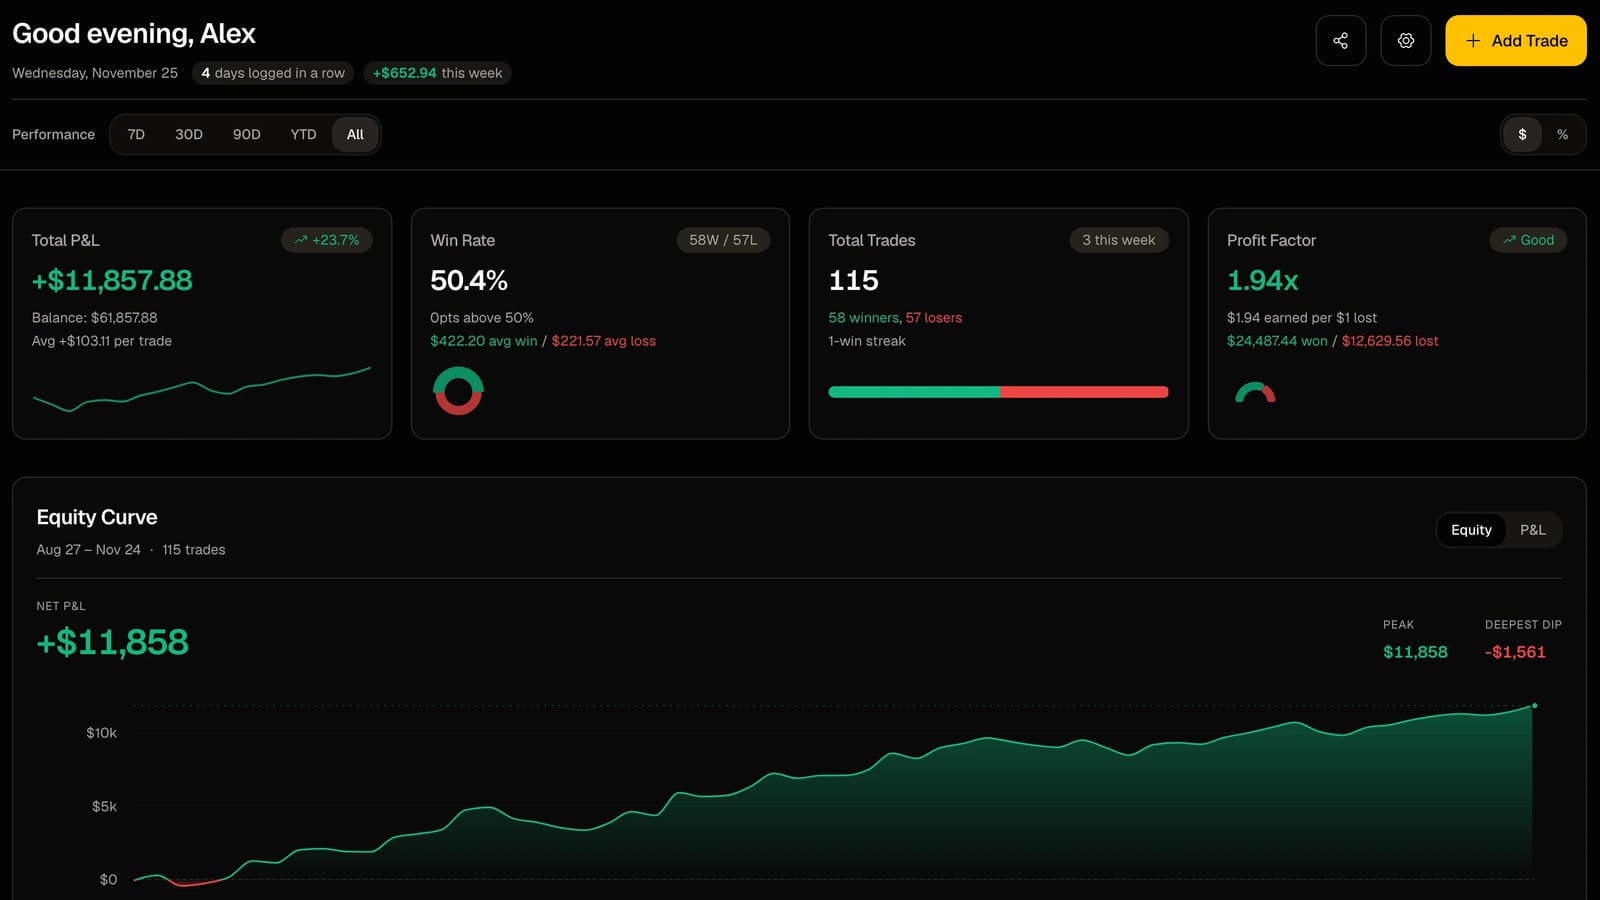 Good evening, Alex
Add Trade
Wednesday, November 25
4 days logged in a row
+$652.94 this week
Performance
7D
30D
90D
YTD
All
$
%
Total P&L
+23.7%
+$11,857.88
Balance: $61,857.88
Avg +$103.11 per trade
Win Rate
58W / 57L
50.4%
0pts above 50%
$422.20 avg win / $221.57 avg loss
Total Trades
3 this week
115
58 winners, 57 losers
1-win streak
Profit Factor
Good
1.94x
$1.94 earned per $1 lost
$24,487.44 won / $12,629.56 lost
Equity Curve
Aug 27 – Nov 24 · 115 trades
Equity
P&L
NET P&L
+$11,858
PEAK
$11,858
DEEPEST DIP
-$1,561
$10k
$5k
$0